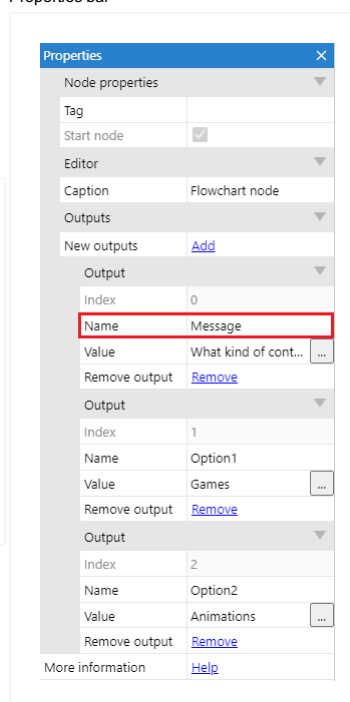 Properties bar
Properties
Node properties
Tag
Start node
Editor
Caption Flowchart node
Outputs
New outputs Add
Output
Index 0
Name Message
Value What kind of cont... ...
Remove output Remove
Output
Index 1
Name Option1
Value Games ...
Remove output Remove
Output
Index 2
Name Option2
Value Animations ...
Remove output Remove
More information Help